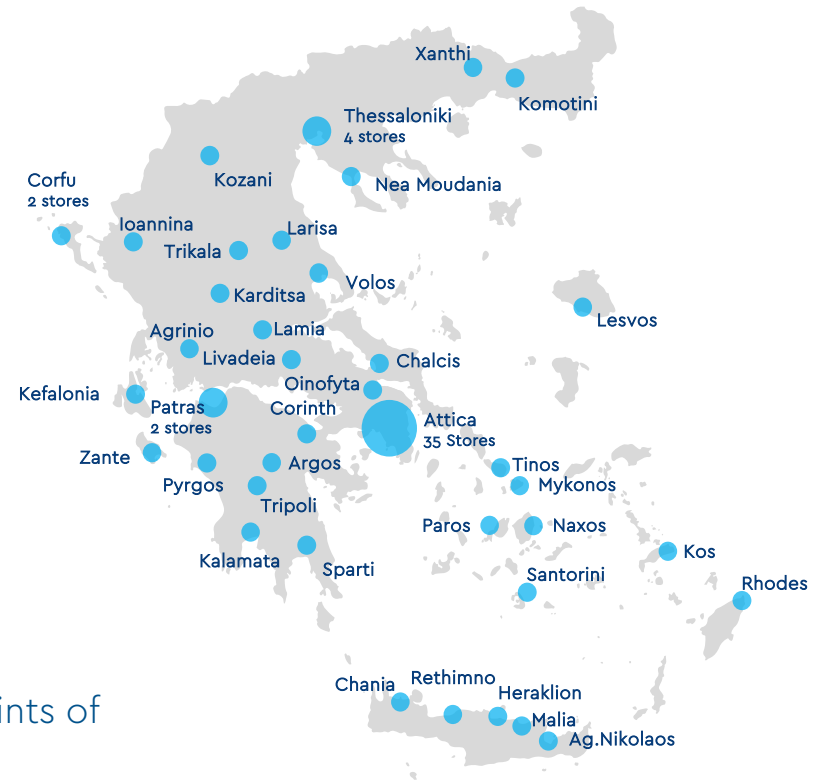 Xanthi
Komotini
Thessaloniki
4 stores
Kozani
Nea Moudania
Corfu
2 stores
Ioannina
Larisa
Trikala
Volos
Karditsa
Lesvos
Agrinio
Lamia
Livadeia
Chalcis
Oinofyta
Kefalonia
Patras
2 stores
Corinth
Attica
35 Stores
Zante
Argos
Tinos
Pyrgos
Mykonos
Tripoli
Paros
Naxos
Kalamata
Sparti
Kos
Santorini
Rhodes
Chania
Rethimno
Heraklion
ints of
Malia
Ag.Nikolaos